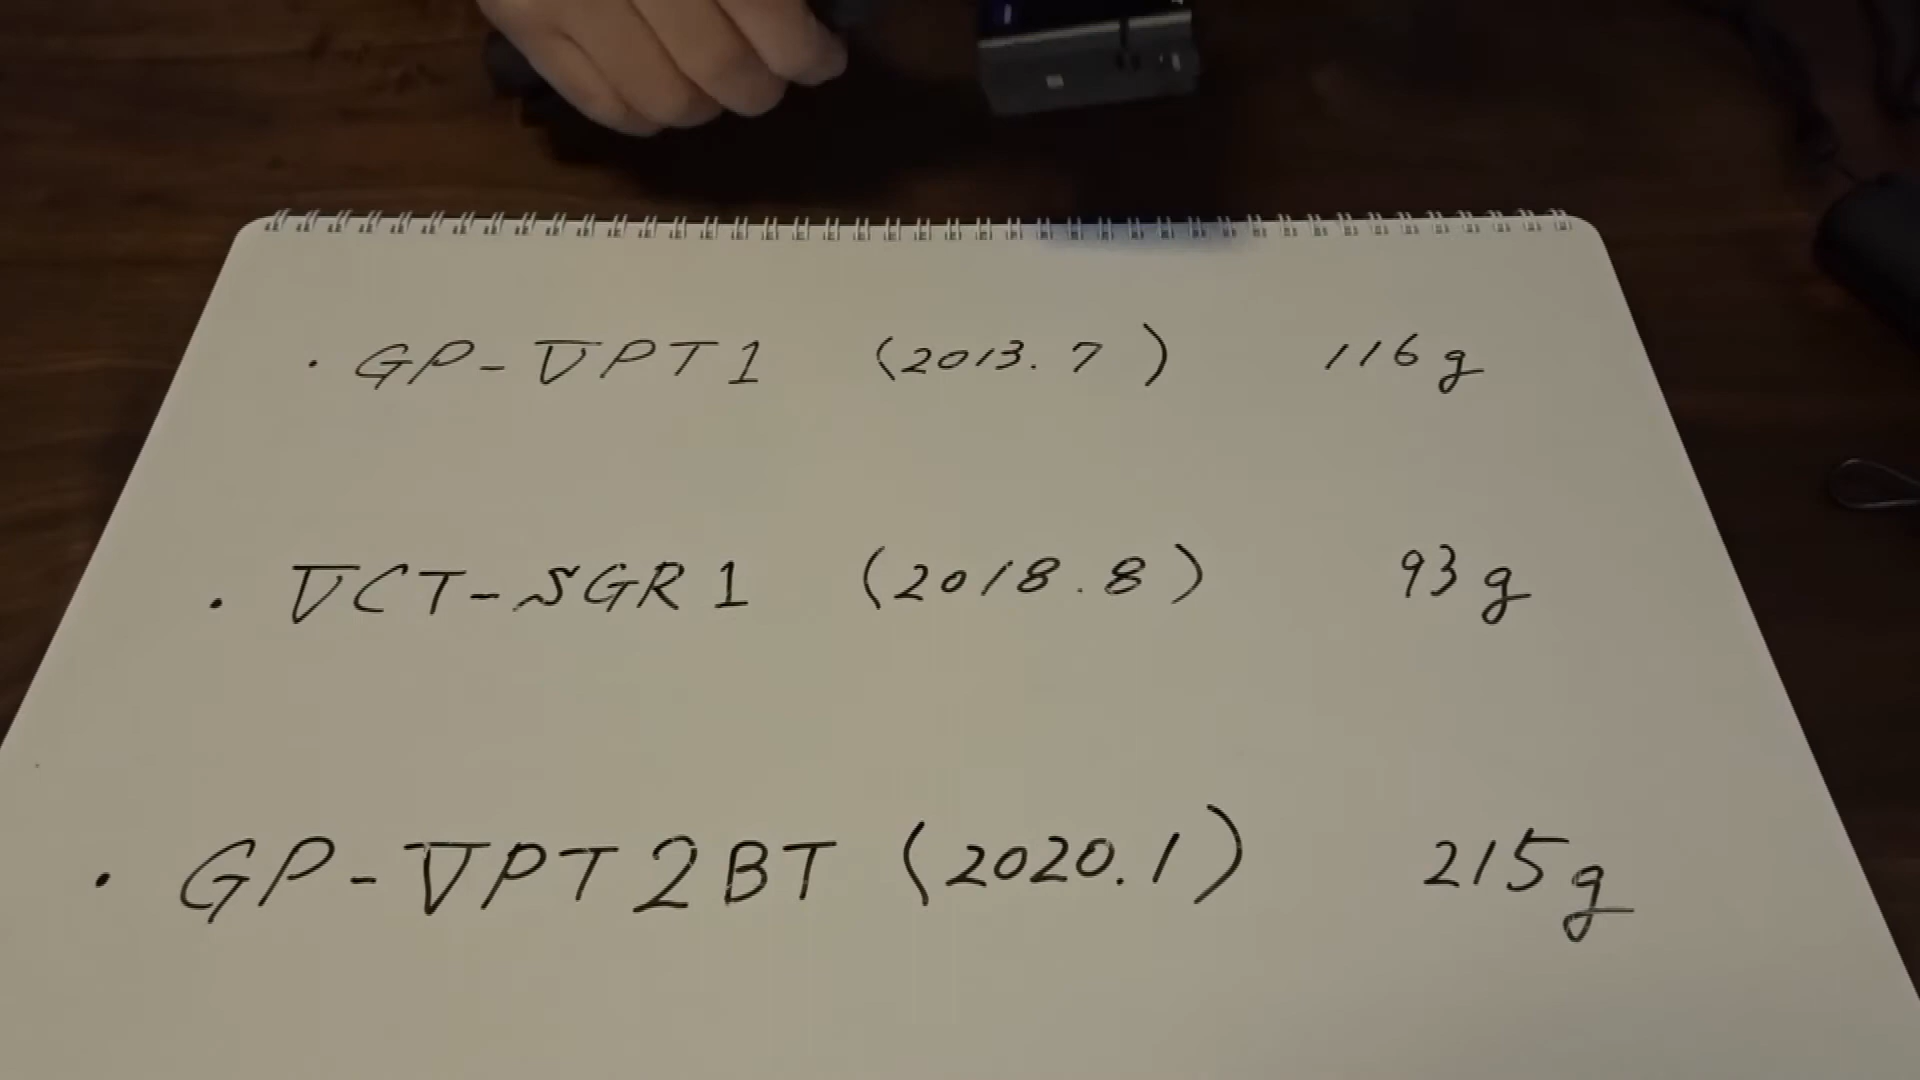 ・GP-VPT1 (2013.7) 116g
・VCT-SGR1 (2018.8) 93g
・GP-VPT2BT (2020.1) 215g